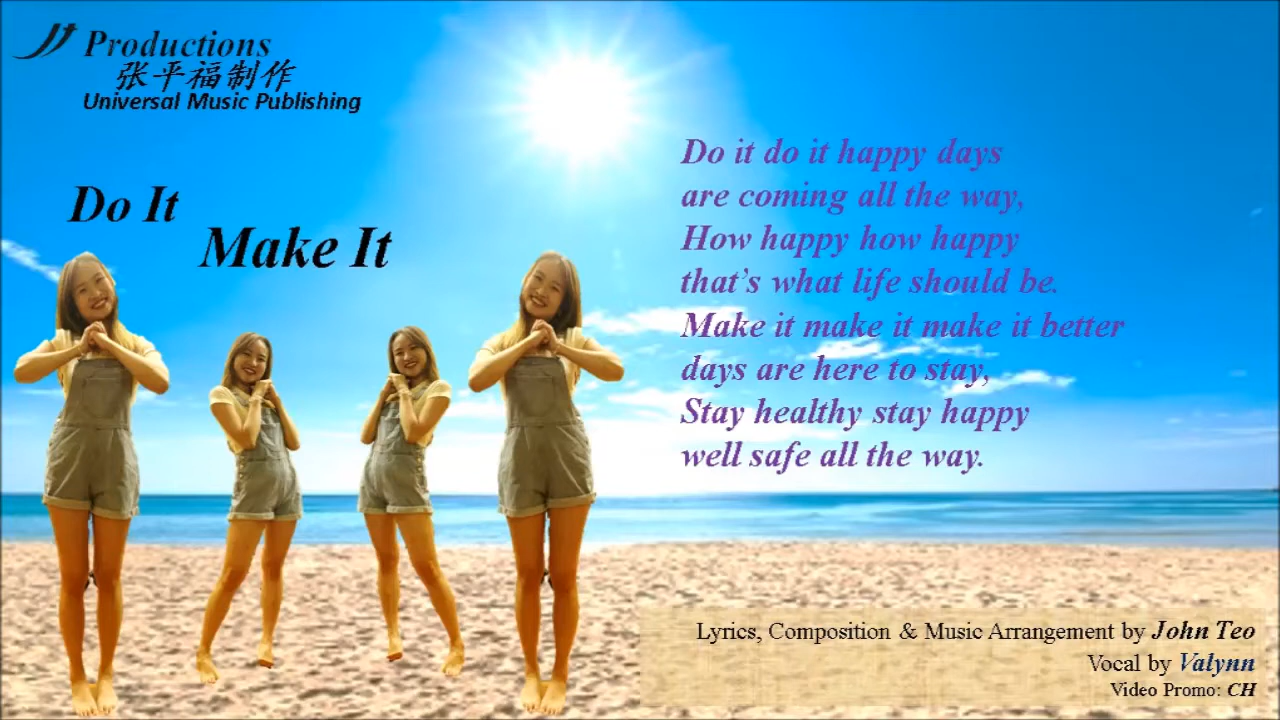 Productions
张平福制作
Universal Music Publishing
Do It
Make It
Do it do it happy days
are coming all the way,
How happy how happy
that's what life should be.
Make it make it make it better
days are here to stay,
Stay healthy stay happy
well safe all the way.
Lyrics, Composition & Music Arrangement by John Teo
Vocal by Valynn
Video Promo: CH